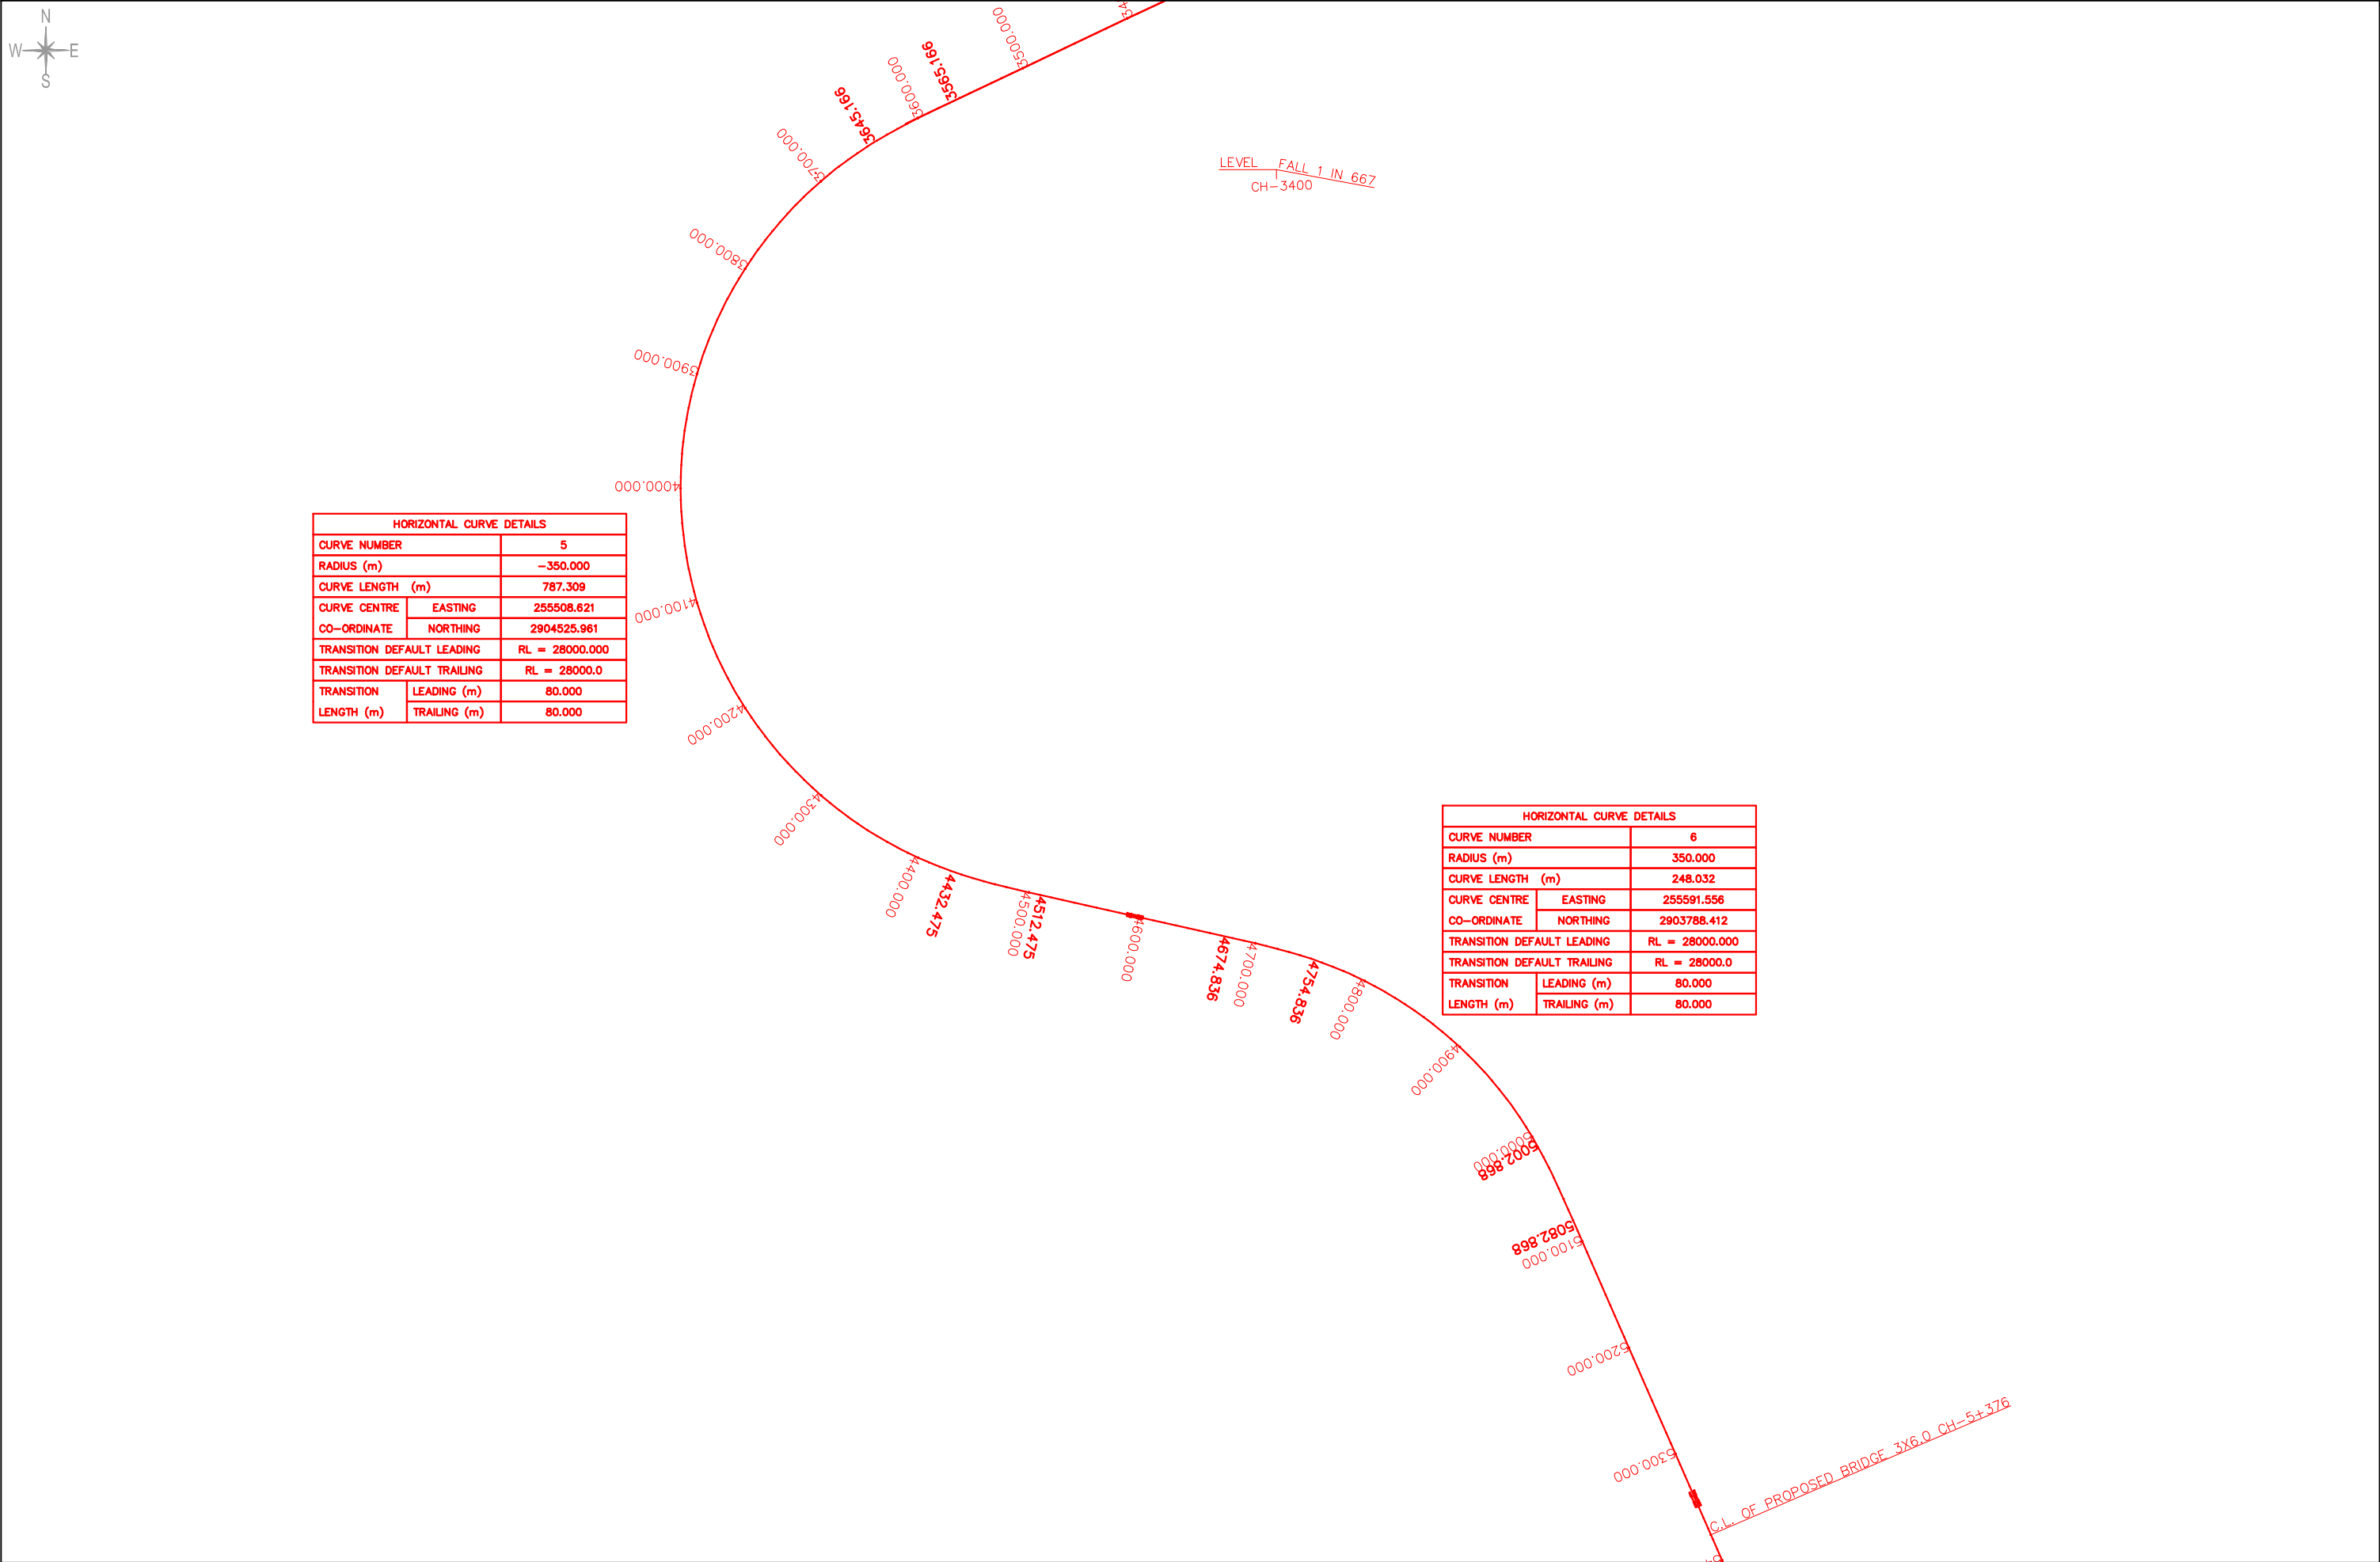 N
W E
S
3500.000
3565.166
3600.000
3645.166
3700.000
LEVEL FALL 1 IN 667
CH-3400
3800.000
3900.000
4000.000
HORIZONTAL CURVE DETAILS
CURVE NUMBER 5
RADIUS (m) -350.000
CURVE LENGTH (m) 787.309
CURVE CENTRE EASTING 255508.621
CO-ORDINATE NORTHING 2904525.961
TRANSITION DEFAULT LEADING RL = 28000.000
TRANSITION DEFAULT TRAILING RL = 28000.0
TRANSITION LEADING (m) 80.000
LENGTH (m) TRAILING (m) 80.000
4100.000
4200.000
4300.000
4400.000
4432.475
4500.000
4512.475
4600.000
4674.836
4700.000
4754.836
4800.000
HORIZONTAL CURVE DETAILS
CURVE NUMBER 6
RADIUS (m) 350.000
CURVE LENGTH (m) 248.032
CURVE CENTRE EASTING 255591.556
CO-ORDINATE NORTHING 2903788.412
TRANSITION DEFAULT LEADING RL = 28000.000
TRANSITION DEFAULT TRAILING RL = 28000.0
TRANSITION LEADING (m) 80.000
LENGTH (m) TRAILING (m) 80.000
4900.000
5000.000
5002.868
5082.868
5100.000
5200.000
5300.000
C.L. OF PROPOSED BRIDGE 3X6.0 CH-5+376